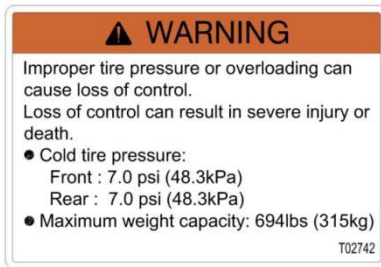 WARNING
Improper tire pressure or overloading can
cause loss of control.
Loss of control can result in severe injury or
death.
● Cold tire pressure:
Front : 7.0 psi (48.3kPa)
Rear : 7.0 psi (48.3kPa)
● Maximum weight capacity: 694lbs (315kg)
T02742